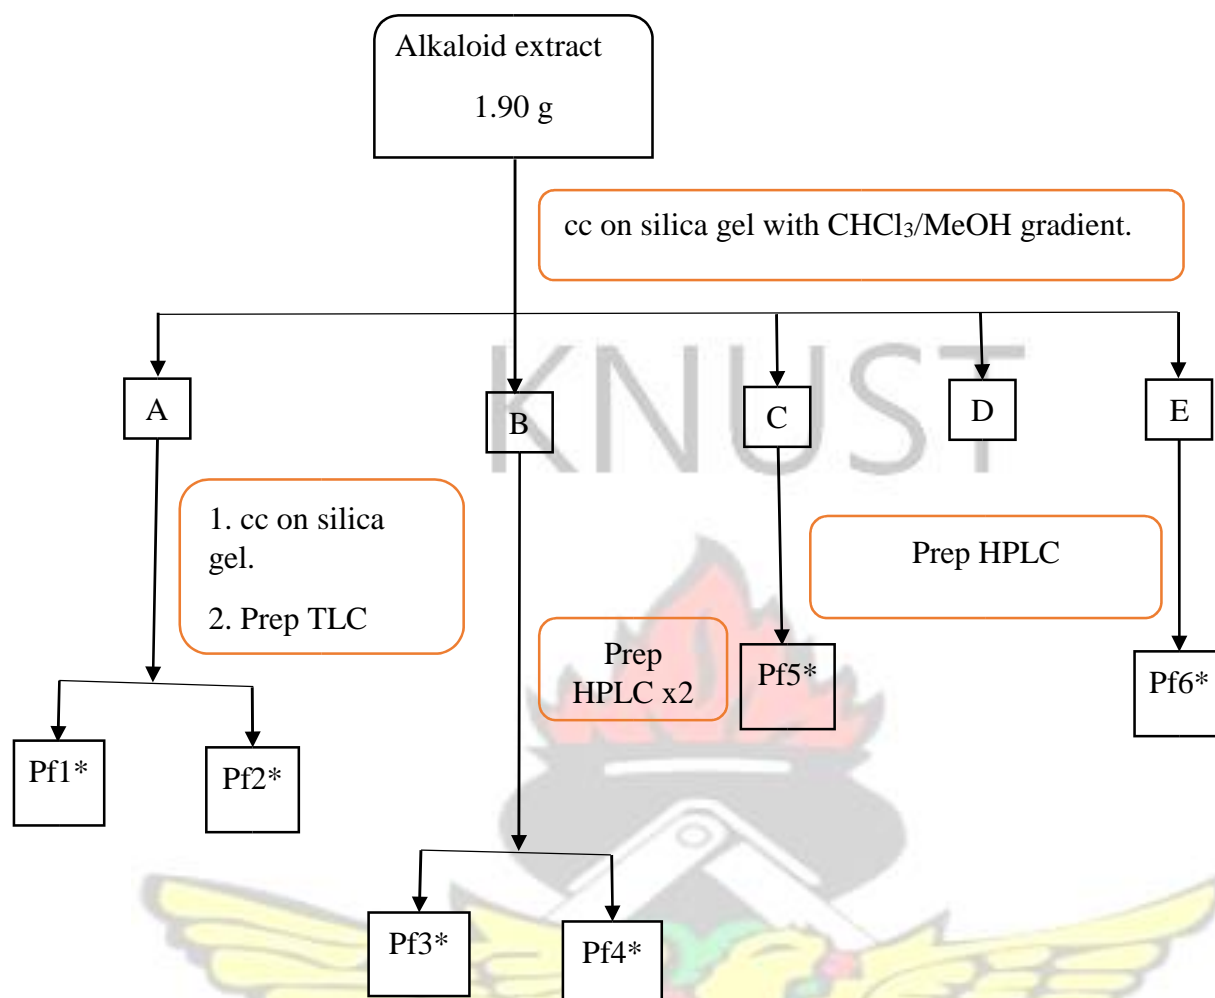 Alkaloid extract
1.90 g
cc on silica gel with CHCl₃/MeOH gradient.
KNUST
A
B
C
D
E
1. cc on silica
gel.
2. Prep TLC
Prep HPLC
Prep
HPLC x2
Pf5*
Pf6*
Pf1*
Pf2*
Pf3*
Pf4*